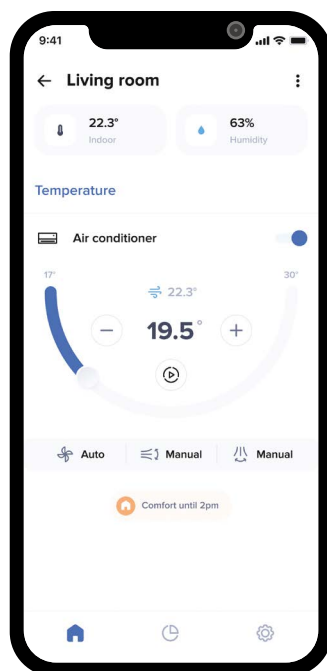 9:41
Living room
22.3°
Indoor
63%
Humidity
Temperature
Air conditioner
17°
30°
22.3°
19.5°
Auto
Manual
Manual
Comfort until 2pm